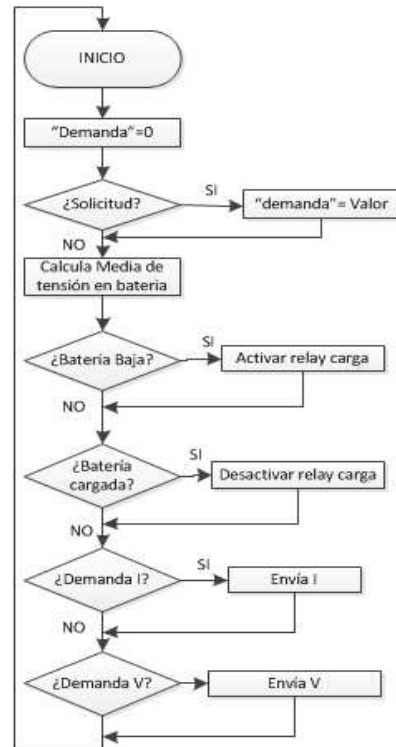 INICIO
“Demanda”=0
¿Solicitud?
SI
“demanda”= Valor
NO
Calcula Media de
tensión en bateria
¿Batería Baja?
SI
Activar relay carga
NO
¿Batería
cargada?
SI
Desactivar relay carga
NO
¿Demanda I?
SI
Envía I
NO
¿Demanda V?
Envía V